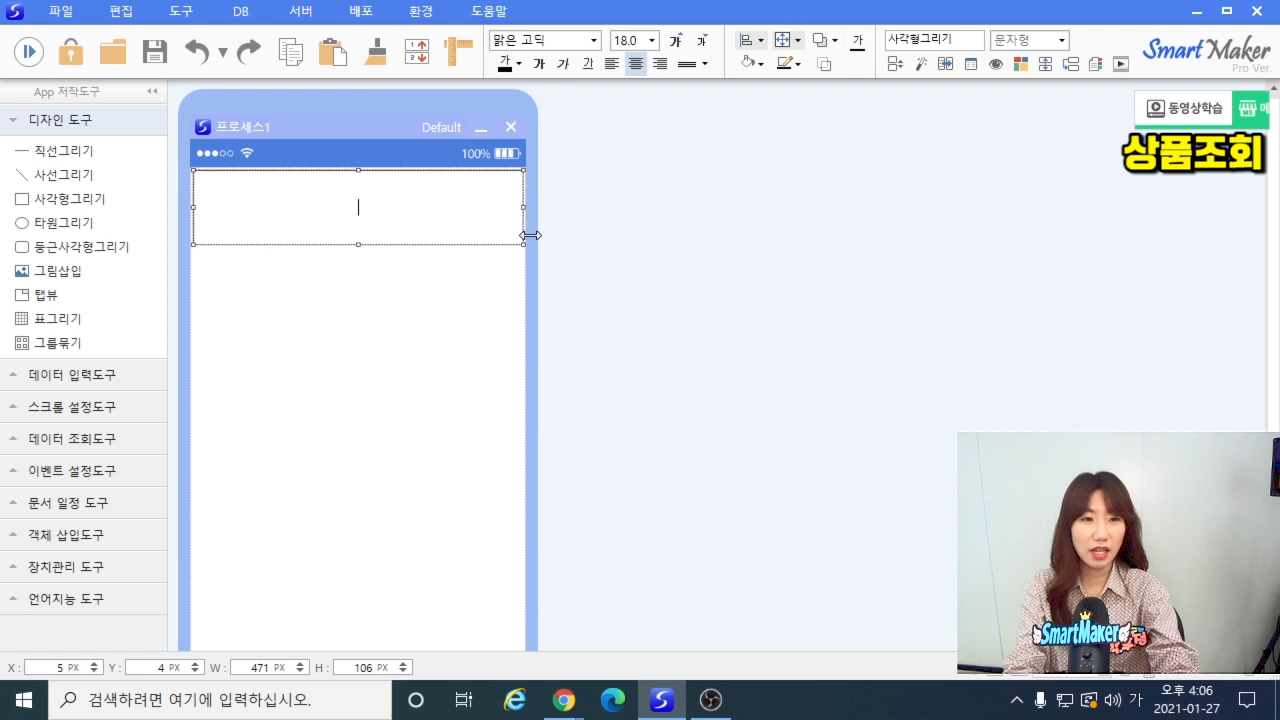 파일 편집 도구 DB 서버 배포 환경 도움말
맑은 고딕 18.0 가 가 가 사각형그리기 문자형
가 가 가 가
SmartMaker
Pro Ver.
App 저작도구
디자인 도구
직선그리기
사선그리기
사각형그리기
타원그리기
둥근사각형그리기
그림삽입
탭뷰
표그리기
그룹묶기
데이터 입력도구
스크롤 설정도구
데이터 조회도구
이벤트 설정도구
문서 일정 도구
객체 삽입도구
장치관리 도구
언어지능 도구
프로세스1 Default
100%
동영상학습 MS 메
상품조회
SmartMaker
X : 5 PX Y : 4 PX W : 471 PX H : 106 PX
검색하려면 여기에 입력하십시오.
가 오후 4:06
2021-01-27